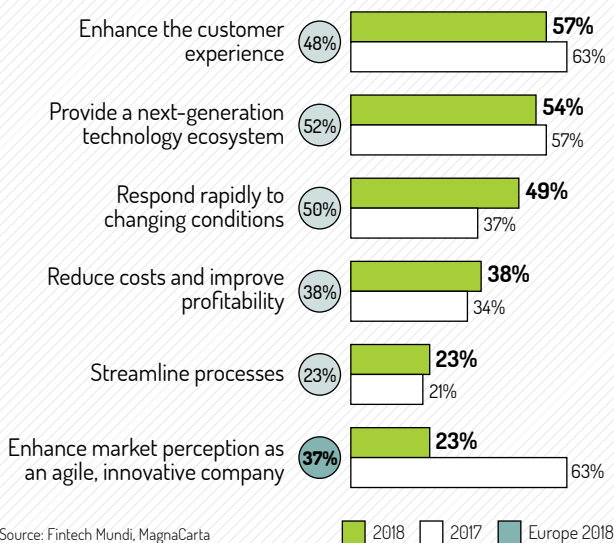 Enhance the customer
experience
48%
57%
63%
Provide a next-generation
technology ecosystem
52%
54%
57%
Respond rapidly to
changing conditions
50%
49%
37%
Reduce costs and improve
profitability
38%
38%
34%
Streamline processes
23%
23%
21%
Enhance market perception as
an agile, innovative company
37%
23%
63%
Source: Fintech Mundi, MagnaCarta
2018
2017
Europe 2018